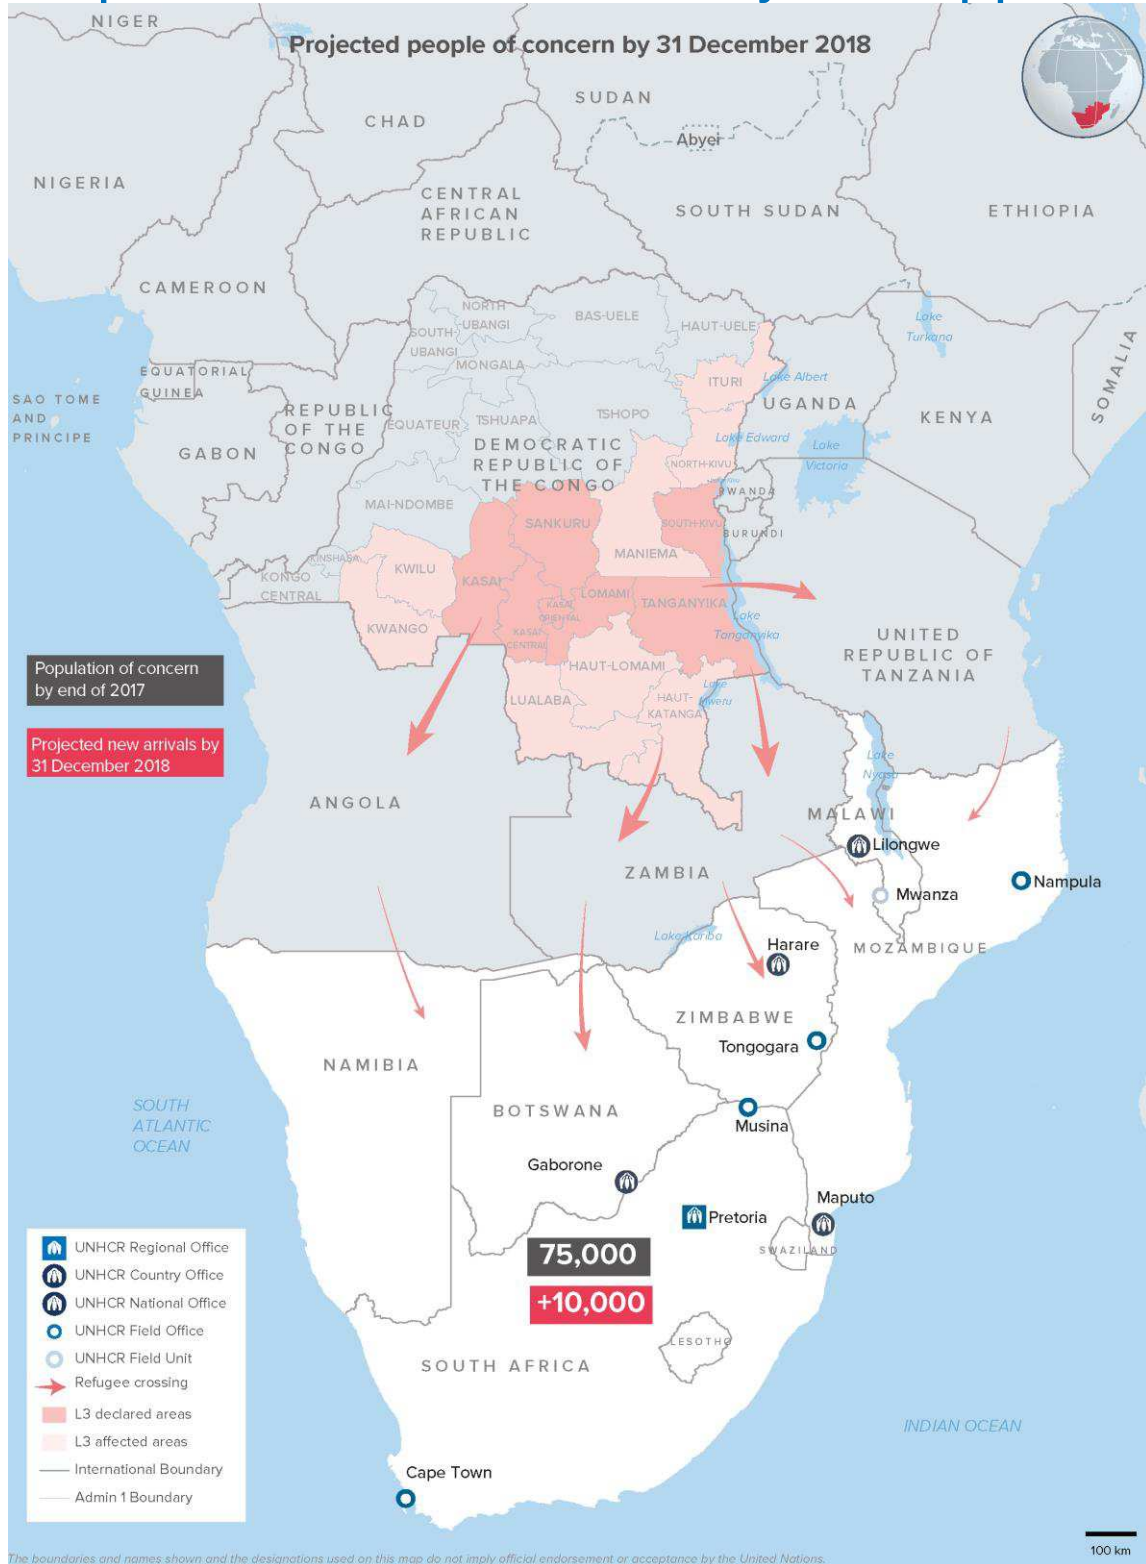 Projected people of concern by 31 December 2018
NIGER
SUDAN
CHAD
Abyei
NIGERIA
CENTRAL
AFRICAN
REPUBLIC
SOUTH SUDAN
ETHIOPIA
CAMEROON
NORTH
UBANGI
SOUTH-
UBANGI
BAS-UELE
HAUT-UELE
Lake
Turkana
MONGALA
EQUATORIAL
GUINEA
ITURI
Lake Albert
SOMALIA
SAO TOME
AND
PRINCIPE
REPUBLIC
OF THE
CONGO
UGANDA
KENYA
EQUATEUR
TSHUAPA
TSHOPO
GABON
DEMOCRATIC
REPUBLIC OF
THE CONGO
Lake Edward
Lake
Victoria
NORTH-KIVU
RWANDA
MAI-NDOMBE
SANKURU
SOUTH-KIVU
BURUNDI
KINSHASA
MANIEMA
KONGO
CENTRAL
KWILU
KASAI
LOMAMI
KASAI
ORIENTAL
TANGANYIKA
Lake
Tanganyika
KWANGO
KASAI
CENTRAL
UNITED
REPUBLIC OF
TANZANIA
Population of concern
by end of 2017
HAUT-LOMAMI
LUALABA
HAUT-
KATANGA
Lake
Mweru
Projected new arrivals by
31 December 2018
Lake
Nyasa
ANGOLA
MALAWI
Lilongwe
ZAMBIA
Nampula
Mwanza
Lake Kariba
Harare
MOZAMBIQUE
ZIMBABWE
Tongogara
NAMIBIA
SOUTH
ATLANTIC
OCEAN
BOTSWANA
Musina
Gaborone
Maputo
Pretoria
SWAZILAND
75,000
+10,000
LESOTHO
SOUTH AFRICA
INDIAN OCEAN
Cape Town
UNHCR Regional Office
UNHCR Country Office
UNHCR National Office
UNHCR Field Office
UNHCR Field Unit
Refugee crossing
L3 declared areas
L3 affected areas
International Boundary
Admin 1 Boundary
100 km
The boundaries and names shown and the designations used on this map do not imply official endorsement or acceptance by the United Nations.